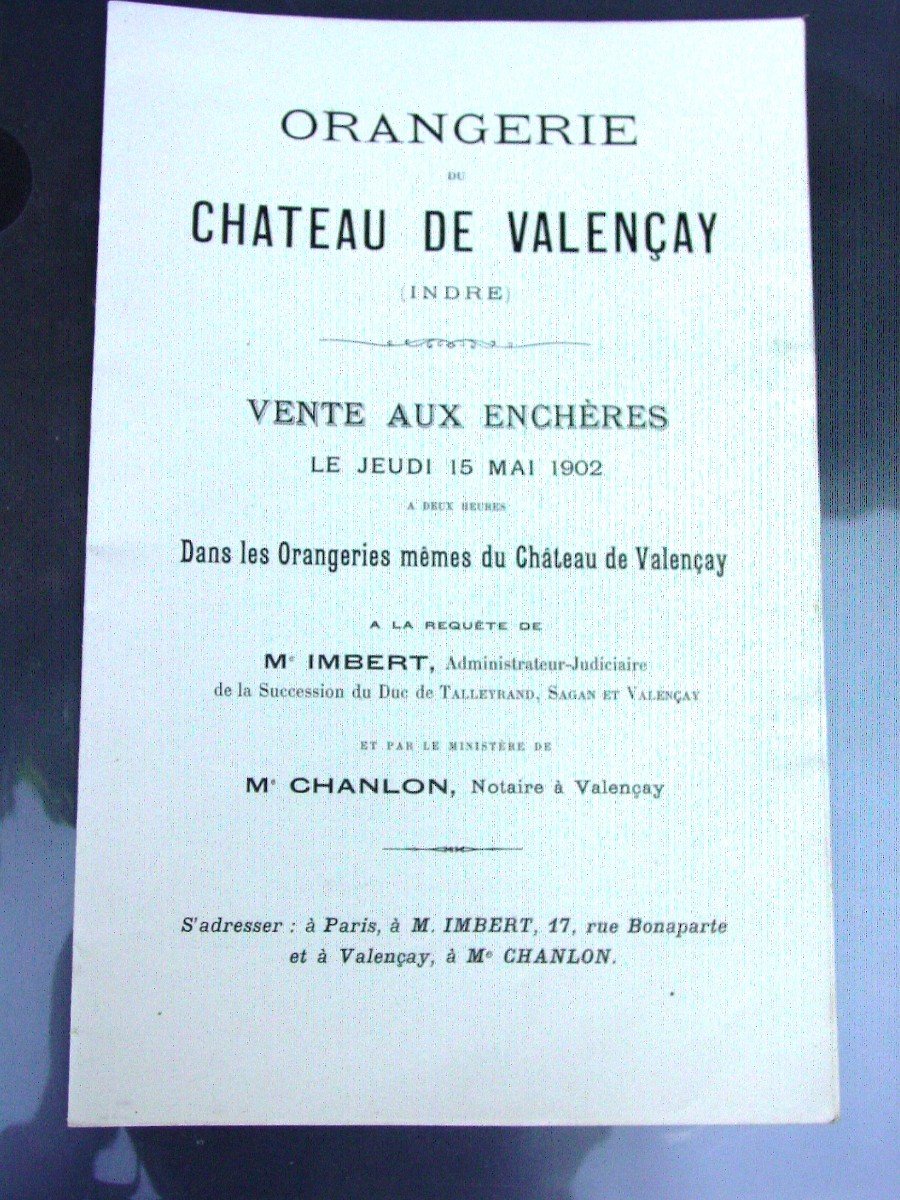 ORANGERIE
DU
CHATEAU DE VALENÇAY
(INDRE)
VENTE AUX ENCHÈRES
LE JEUDI 15 MAI 1902
A DEUX HEURES
Dans les Orangeries mêmes du Château de Valençay
A LA REQUÊTE DE
Me IMBERT, Administrateur-Judiciaire
de la Succession du Duc de TALLEYRAND, SAGAN ET VALENÇAY
ET PAR LE MINISTÈRE DE
Me CHANLON, Notaire à Valençay
S'adresser : à Paris, à M. IMBERT, 17, rue Bonaparte
et à Valençay, à Me CHANLON.